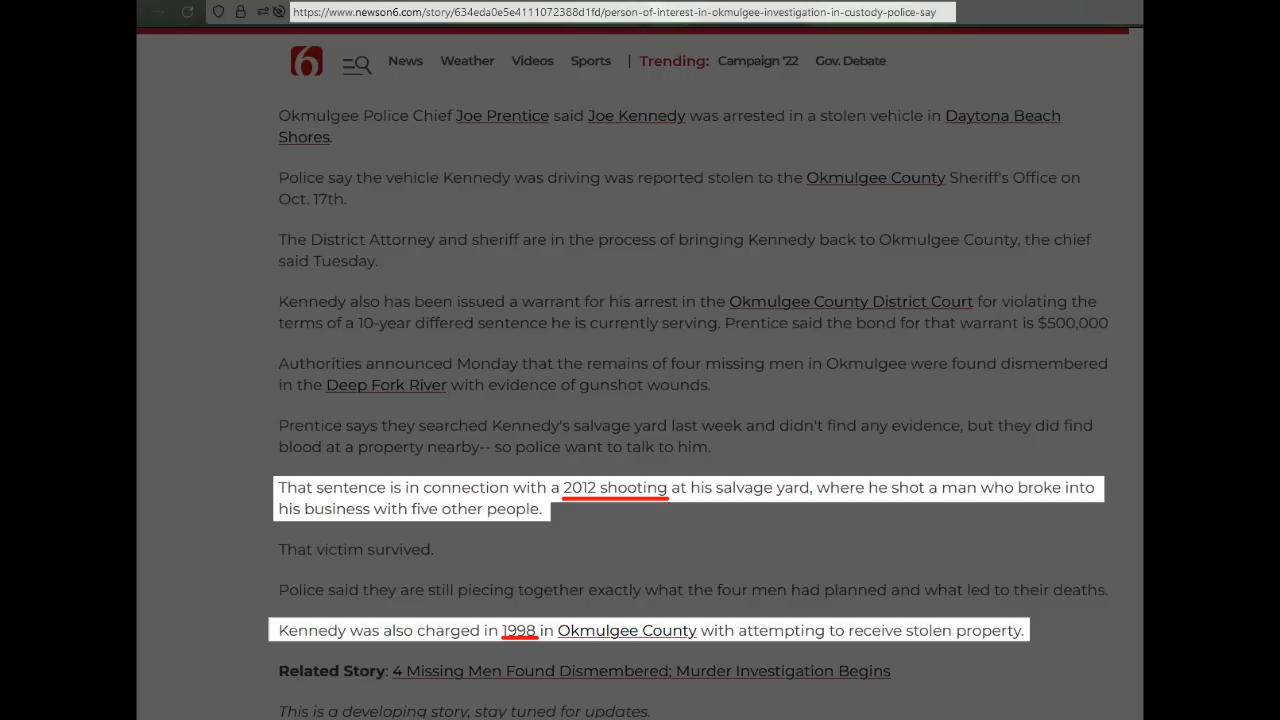 https://www.newson6.com/story/634eda0e5e4111072388d1fd/person-of-interest-in-okmulgee-investigation-in-custody-police-say
6 News Weather Videos Sports | Trending: Campaign '22 Gov. Debate
Okmulgee Police Chief Joe Prentice said Joe Kennedy was arrested in a stolen vehicle in Daytona Beach
Shores.
Police say the vehicle Kennedy was driving was reported stolen to the Okmulgee County Sheriff's Office on
Oct. 17th.
The District Attorney and sheriff are in the process of bringing Kennedy back to Okmulgee County, the chief
said Tuesday.
Kennedy also has been issued a warrant for his arrest in the Okmulgee County District Court for violating the
terms of a 10-year differed sentence he is currently serving. Prentice said the bond for that warrant is $500,000
Authorities announced Monday that the remains of four missing men in Okmulgee were found dismembered
in the Deep Fork River with evidence of gunshot wounds.
Prentice says they searched Kennedy's salvage yard last week and didn't find any evidence, but they did find
blood at a property nearby-- so police want to talk to him.
That sentence is in connection with a 2012 shooting at his salvage yard, where he shot a man who broke into
his business with five other people.
That victim survived.
Police said they are still piecing together exactly what the four men had planned and what led to their deaths.
Kennedy was also charged in 1998 in Okmulgee County with attempting to receive stolen property.
Related Story: 4 Missing Men Found Dismembered; Murder Investigation Begins
This is a developing story, stay tuned for updates.